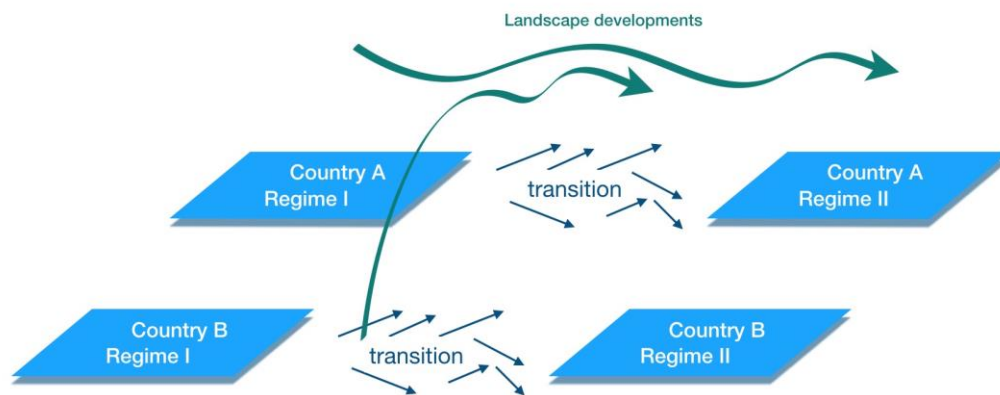 Landscape developments
Country A
Regime I
transition
Country A
Regime II
Country B
Regime I
transition
Country B
Regime II